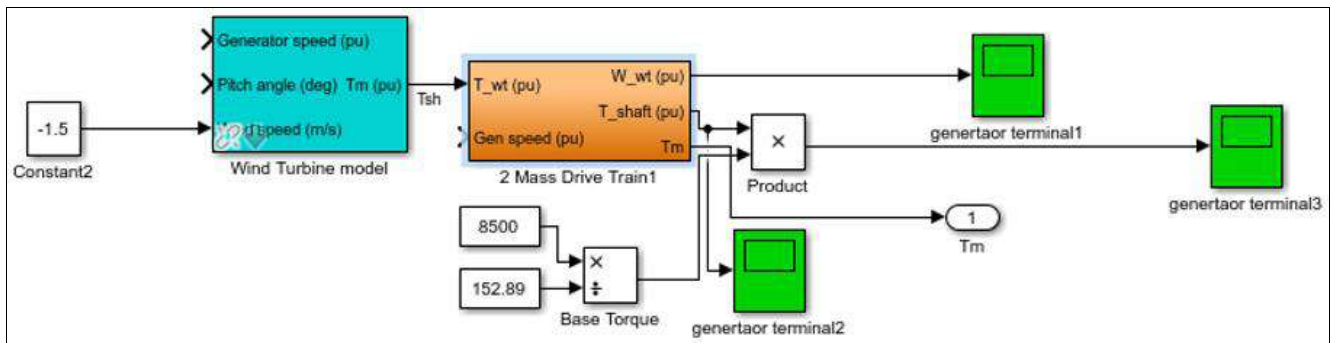 Generator speed (pu)
Pitch angle (deg) Tm (pu)
speed (m/s)
Wind Turbine model
-1.5
Constant2
Tsh
T_wt (pu)
W_wt (pu)
T_shaft (pu)
Gen speed (pu)
Tm
2 Mass Drive Train1
×
Product
genertaor terminal1
genertaor terminal3
1
Tm
8500
152.89
×
÷
Base Torque
genertaor terminal2